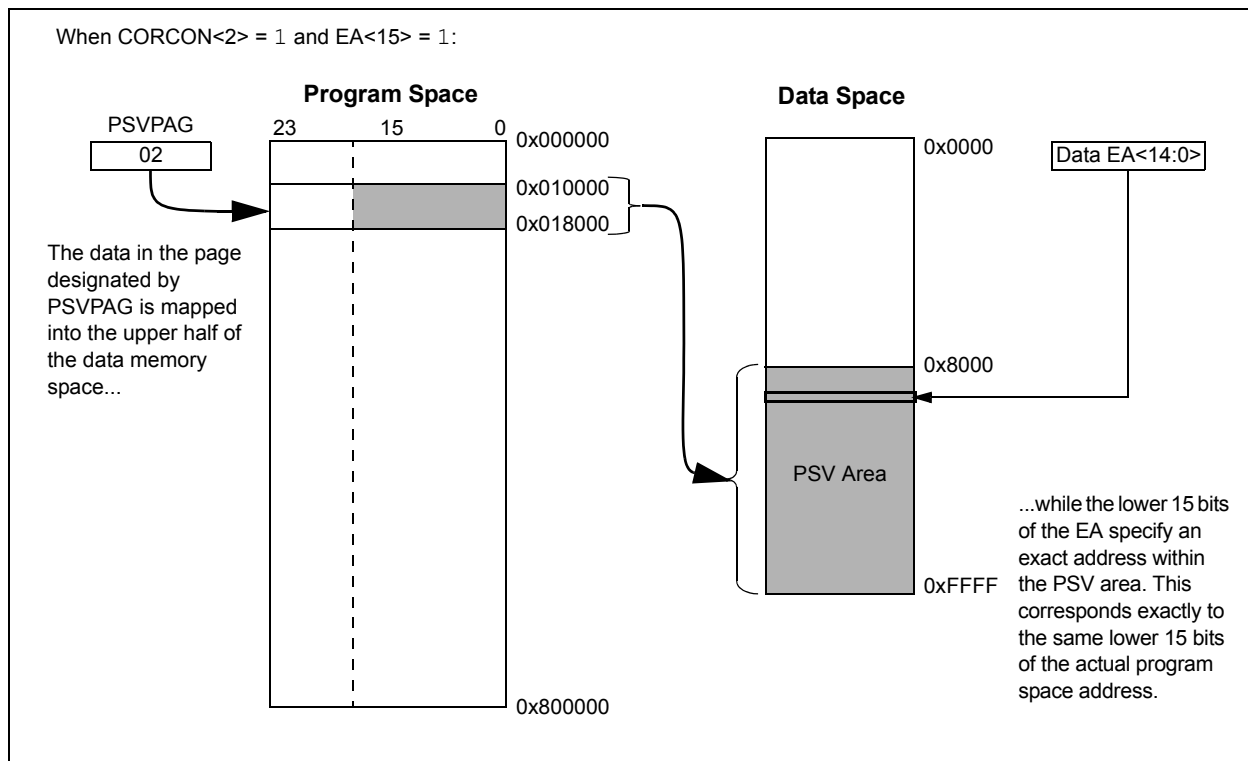 When CORCON<2> = 1 and EA<15> = 1:
Program Space
Data Space
PSVPAG
23
15
0
0x000000
02
0x010000
0x018000
The data in the page
designated by
PSVPAG is mapped
into the upper half of
the data memory
space...
0x800000
0x0000
Data EA<14:0>
0x8000
PSV Area
0xFFFF
...while the lower 15 bits
of the EA specify an
exact address within
the PSV area. This
corresponds exactly to
the same lower 15 bits
of the actual program
space address.